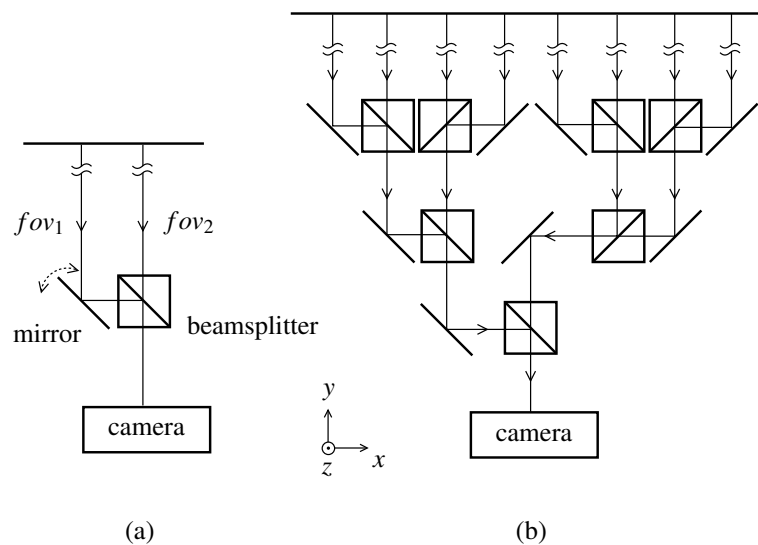 fov₁
fov₂
mirror
beamsplitter
camera
(a)
y
z
x
camera
(b)